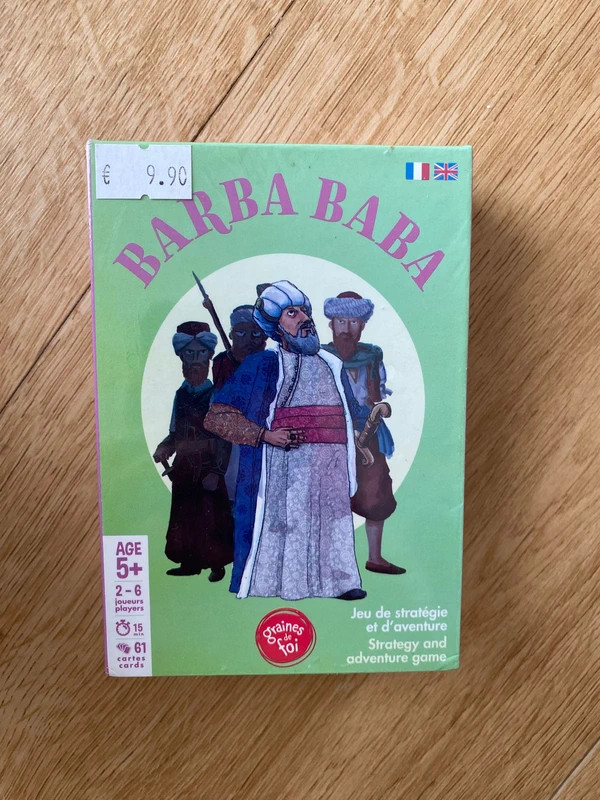 € 9.90
BARBA BABA
AGE
5+
2 - 6
joueurs
players
15
min
61
cartes
cards
graines
de
foi
Jeu de stratégie
et d'aventure
Strategy and
adventure game